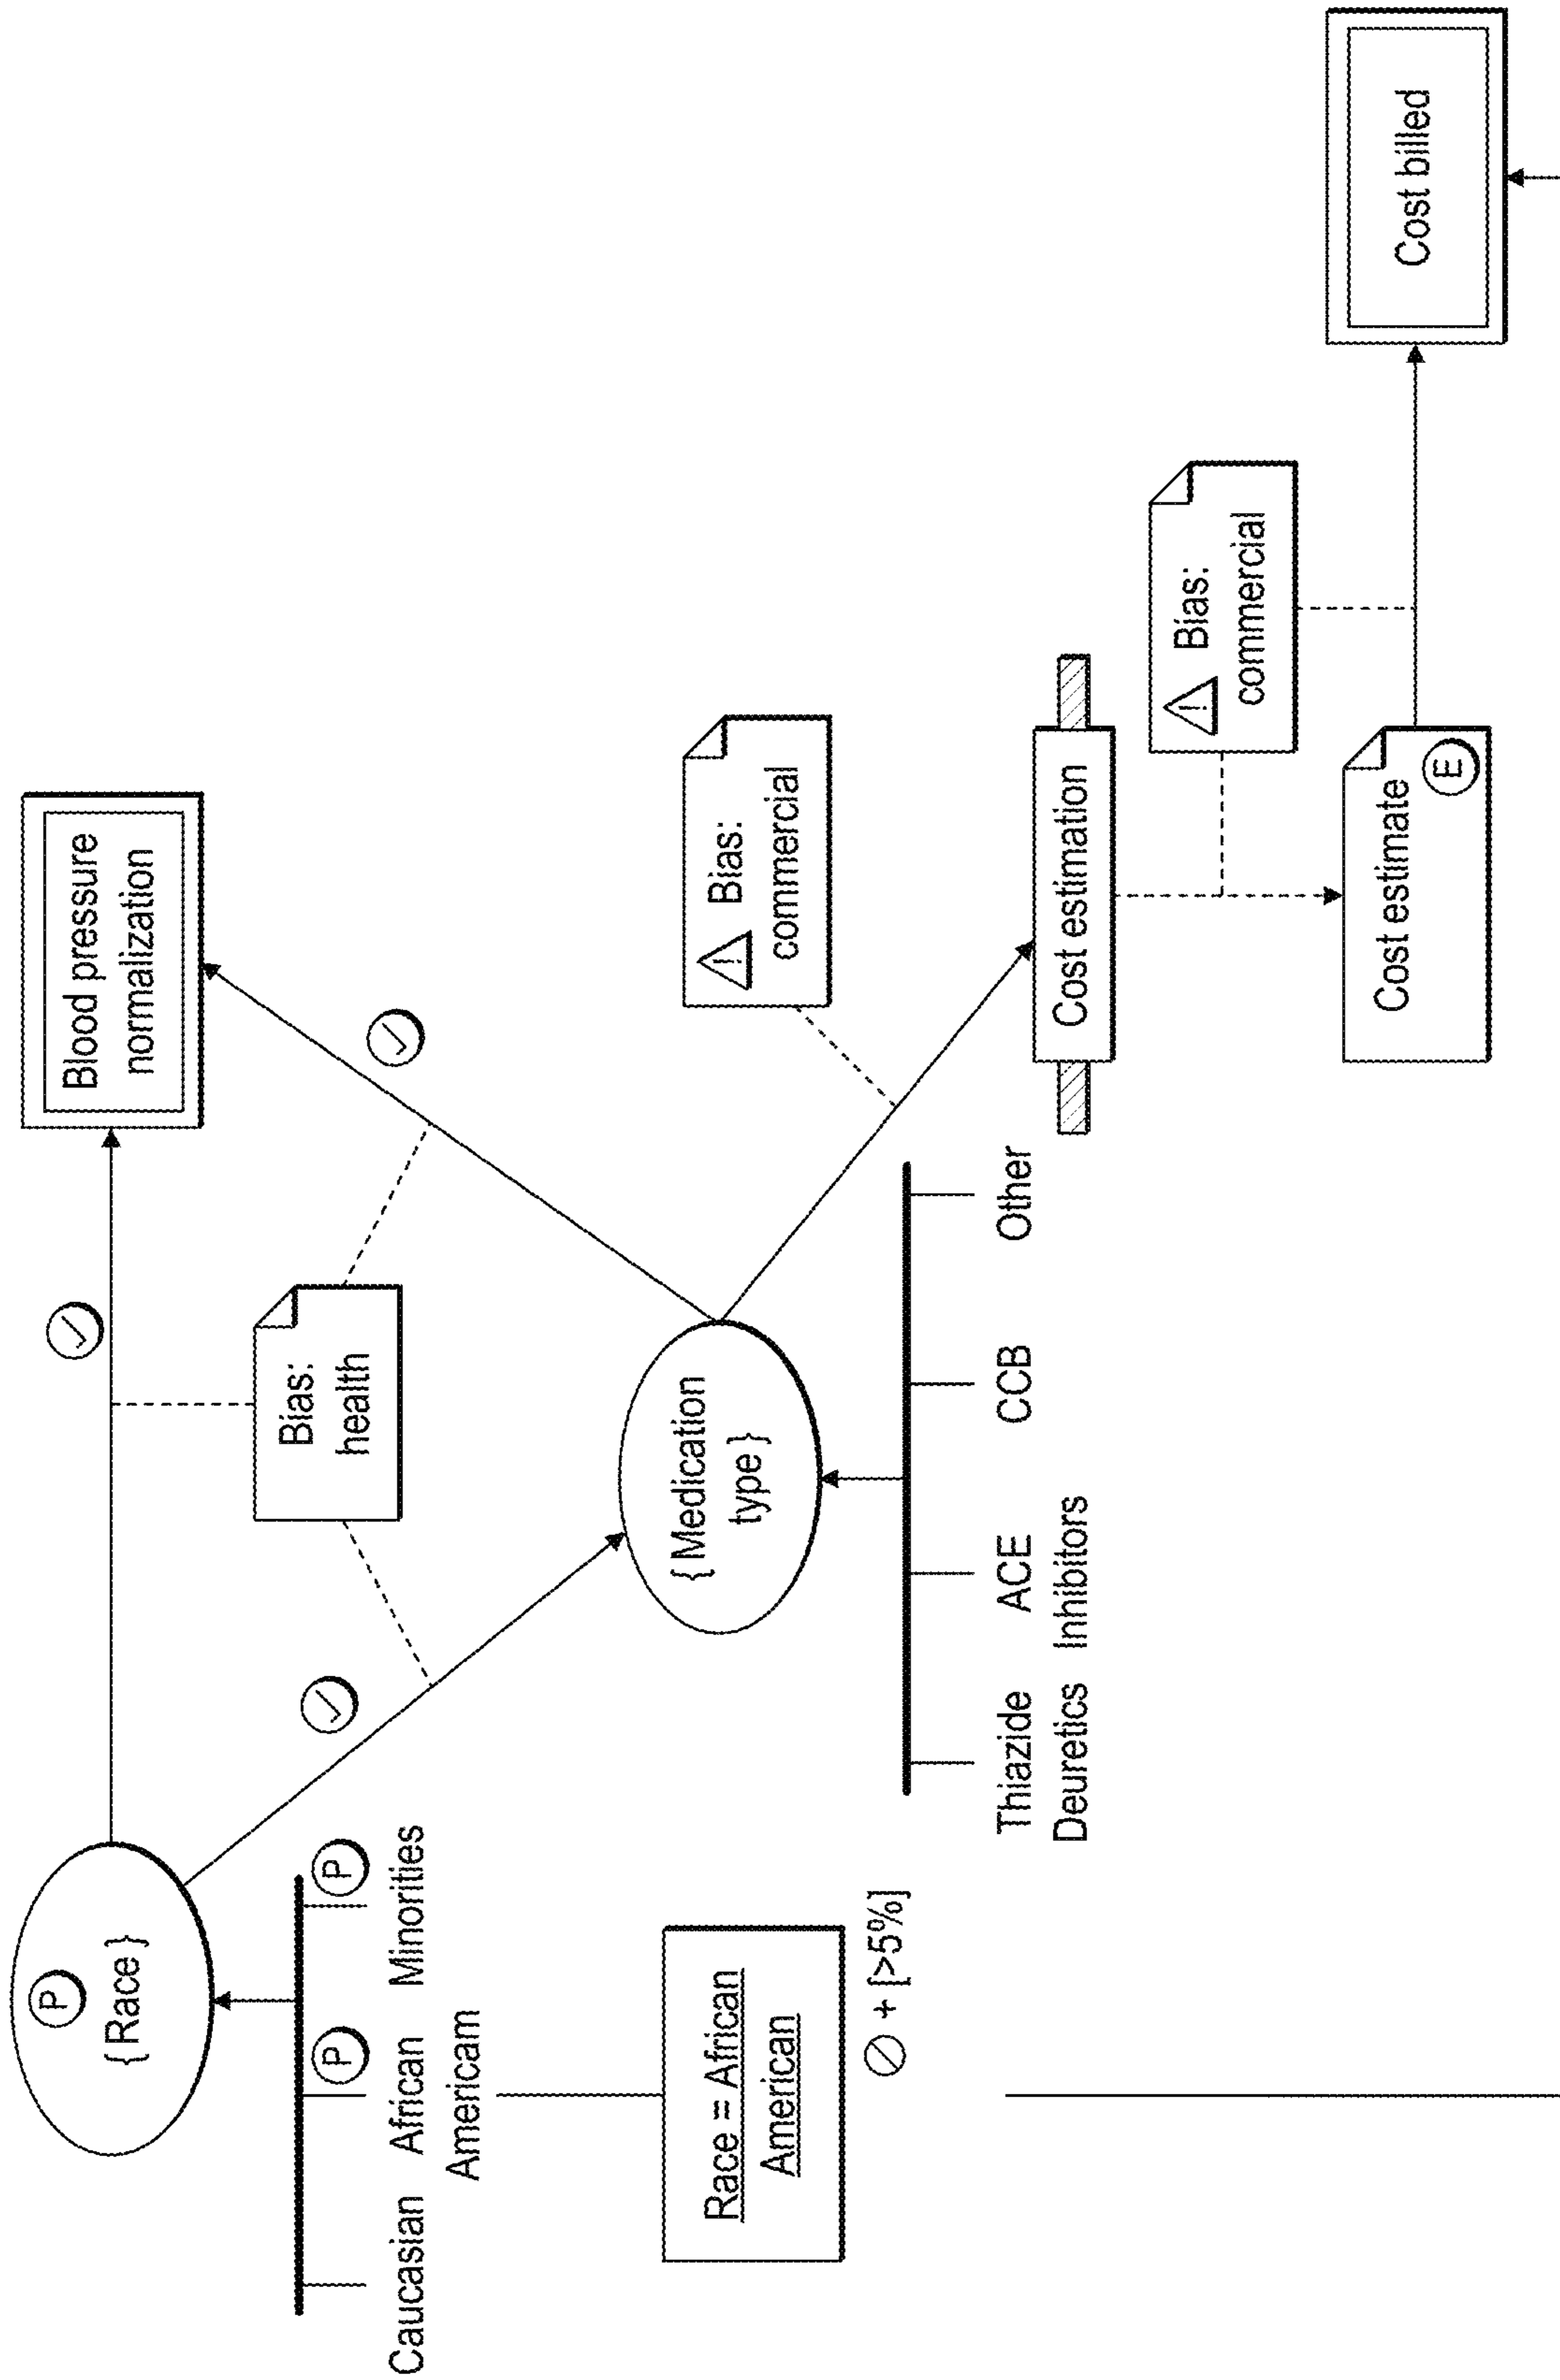 P
{ Race }
Blood pressure
normalization
P
P
Caucasian African Minorities
Americam
Bias:
health
Race = African
American
+ [>5%]
{ Medication
type }
Thiazide ACE CCB Other
Deuretics Inhibitors
! Bias:
commercial
Cost estimation
! Bias:
commercial
Cost estimate
E
Cost billed